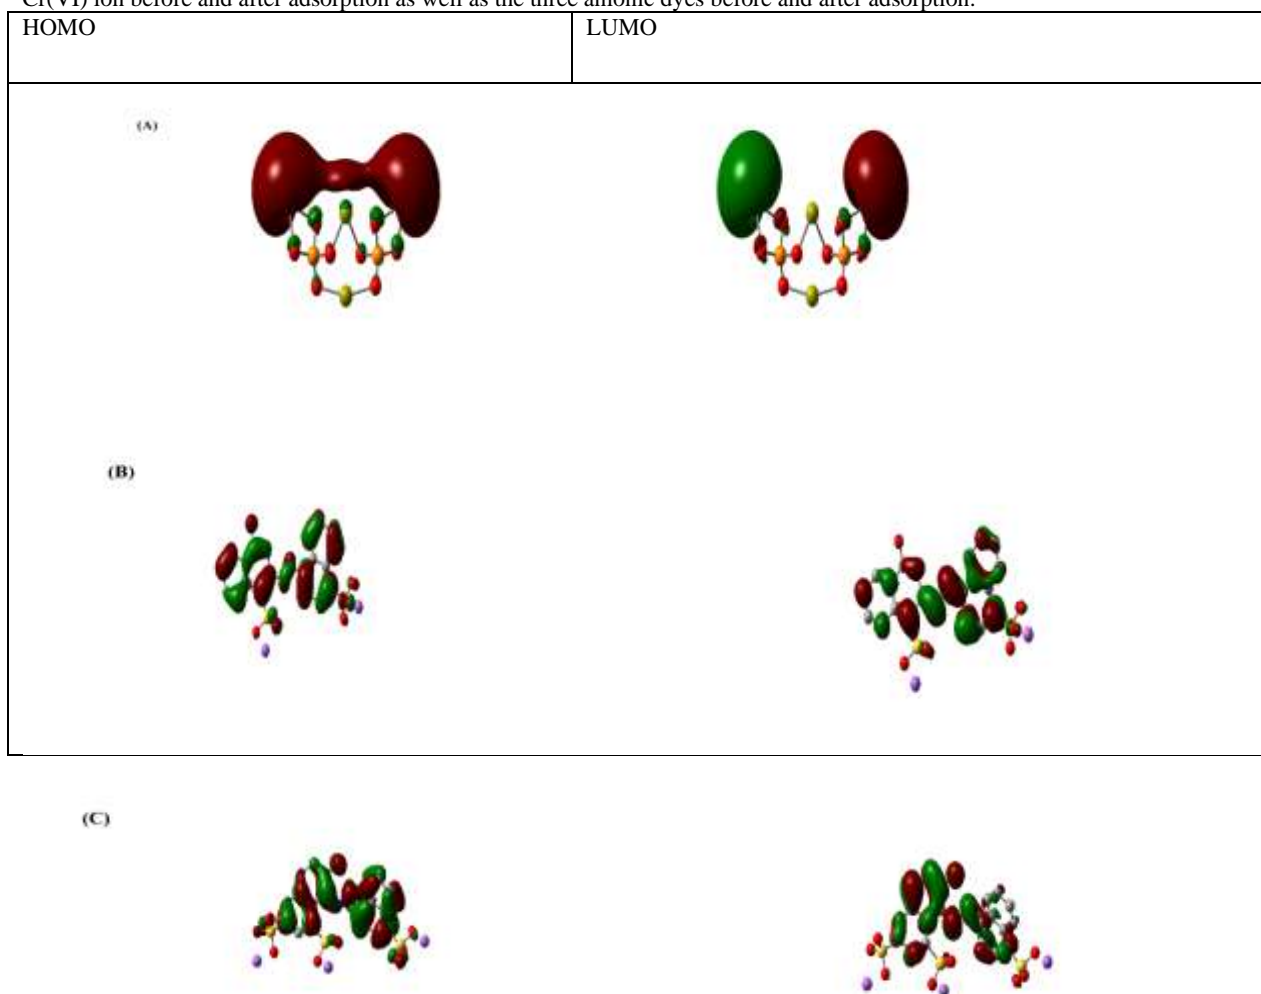 Cr(VI) ion before and after adsorption as well as the three anionic dyes before and after adsorption.
HOMO
LUMO
(A)
(B)
(C)